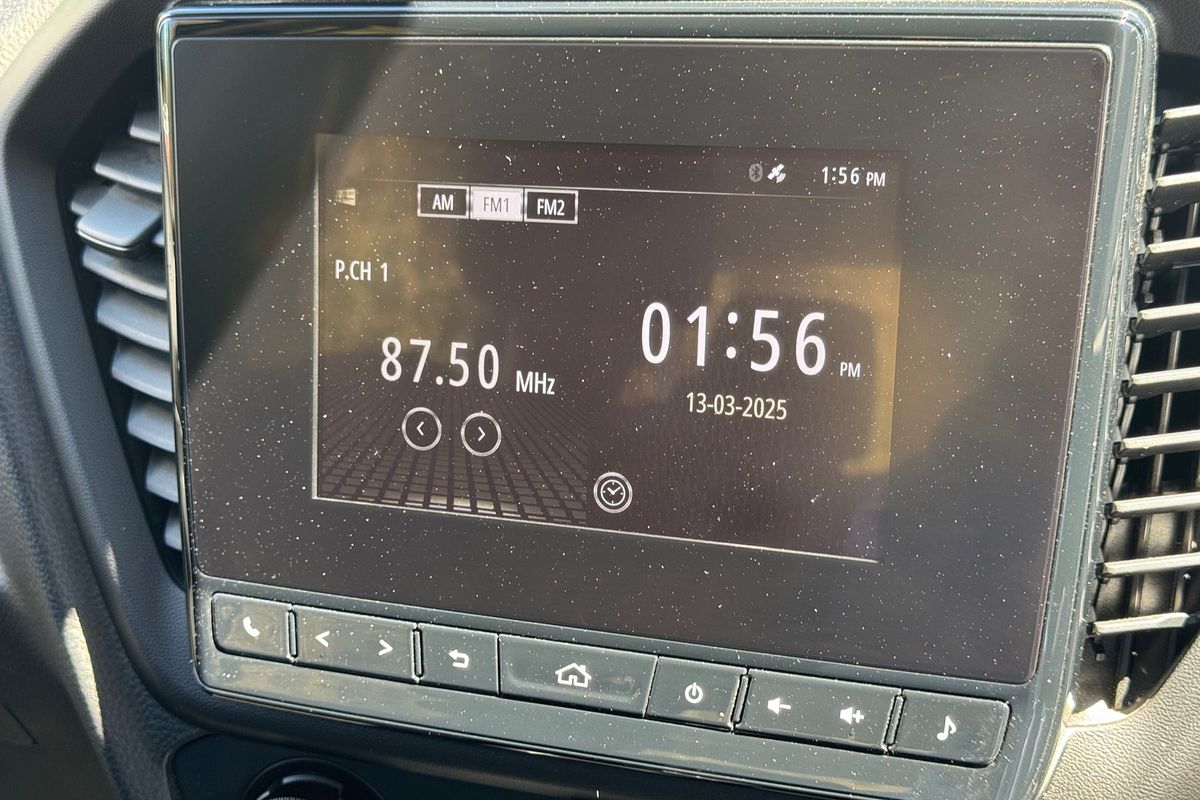 1:56 PM
AM FM1 FM2
P.CH 1
01:56 PM
87.50 MHz
13-03-2025